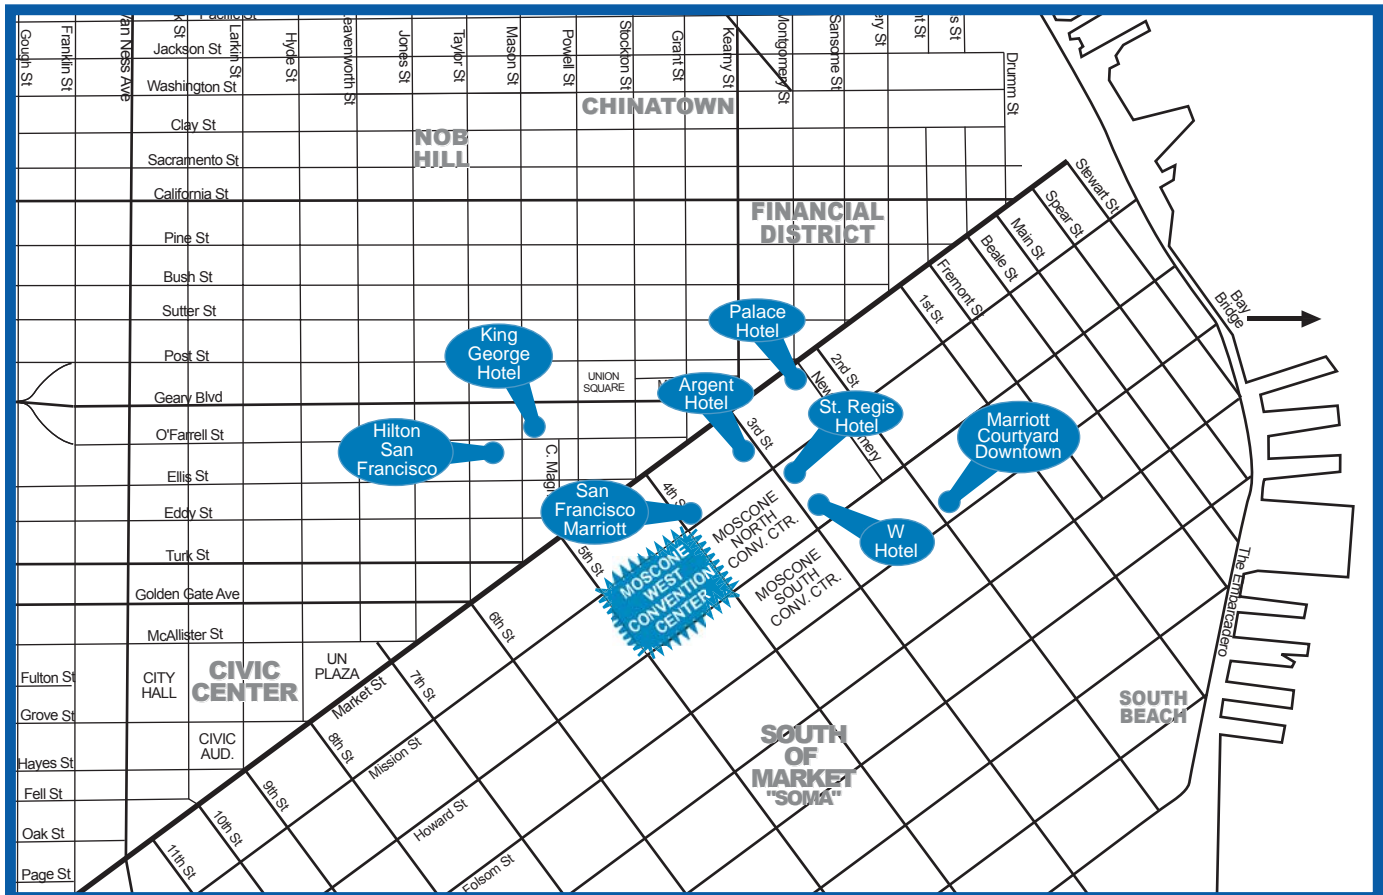 Pacific St
Gough St
Franklin St
Van Ness Ave
Larkin St
Hyde St
Leavenworth St
Jones St
Taylor St
Mason St
Powell St
Stockton St
Grant St
Kearny St
Montgomery St
Sansome St
Drumm St
Jackson St
Washington St
Clay St
Sacramento St
California St
Pine St
Bush St
Sutter St
Post St
Geary Blvd
O'Farrell St
Ellis St
Eddy St
Turk St
Golden Gate Ave
McAllister St
Fulton St
Grove St
Hayes St
Fell St
Oak St
Page St
CHINATOWN
NOB
HILL
FINANCIAL
DISTRICT
UNION
SQUARE
Stewart St
Spear St
Main St
Beale St
Fremont St
1st St
2nd St
3rd St
5th St
6th St
7th St
8th St
9th St
10th St
11th St
Market St
Mission St
Howard St
Folsom St
Bay
Bridge
The Embarcadero
King
George
Hotel
Hilton
San
Francisco
Palace
Hotel
Argent
Hotel
St. Regis
Hotel
Marriott
Courtyard
Downtown
San
Francisco
Marriott
W
Hotel
MOSCONE
WEST
CONVENTION
CENTER
MOSCONE
NORTH
CONV. CTR.
MOSCONE
SOUTH
CONV. CTR.
CITY
HALL
CIVIC
CENTER
UN
PLAZA
CIVIC
AUD.
SOUTH
OF
MARKET
"SOMA"
SOUTH
BEACH